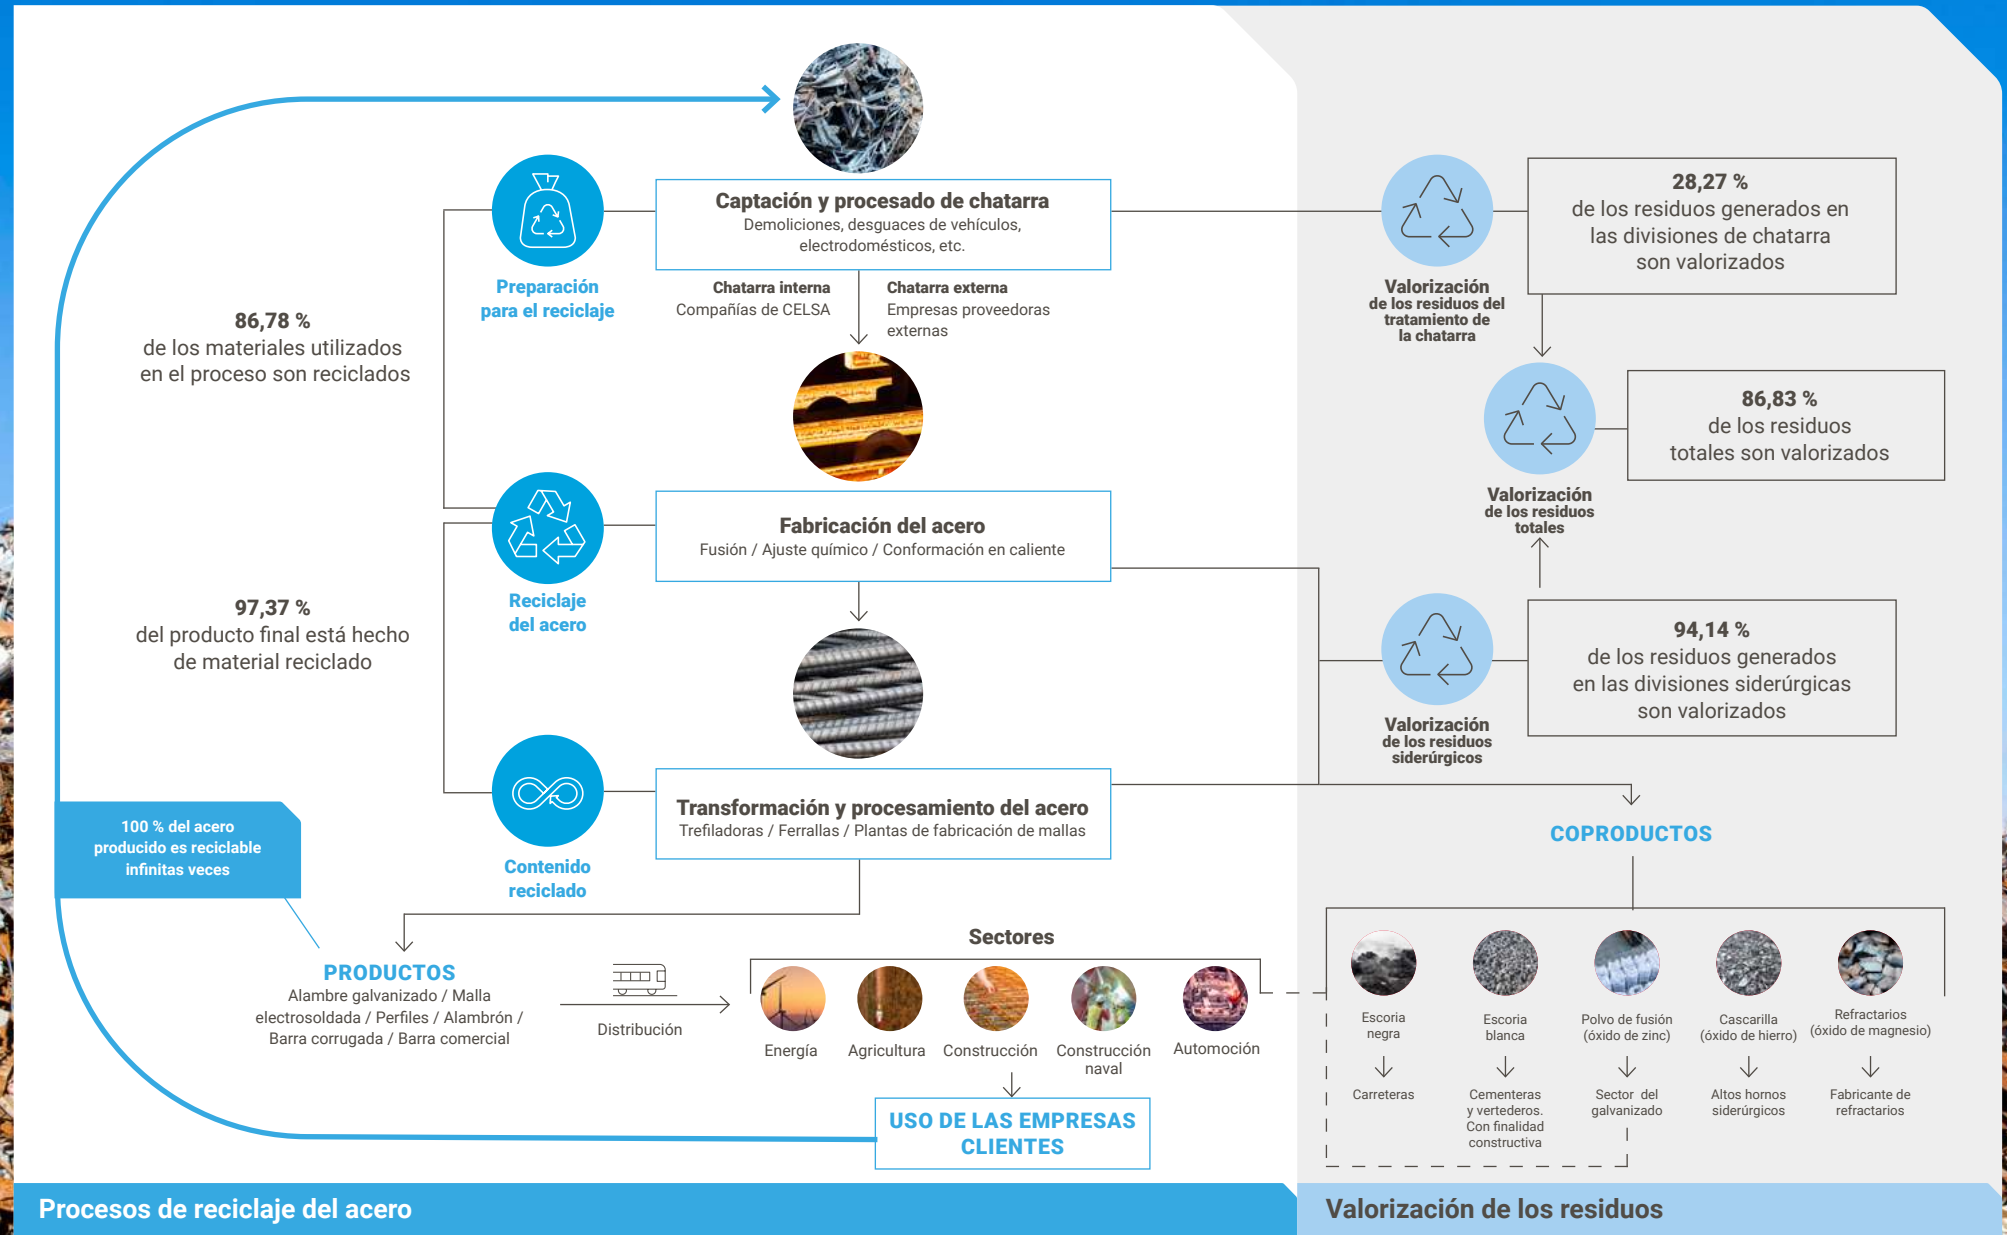 Captación y procesado de chatarra
Demoliciones, desguaces de vehículos,
electrodomésticos, etc.
Preparación
para el reciclaje
Chatarra interna
Compañías de CELSA
Chatarra externa
Empresas proveedoras
externas
86,78 %
de los materiales utilizados
en el proceso son reciclados
Fabricación del acero
Fusión / Ajuste químico / Conformación en caliente
Reciclaje
del acero
97,37 %
del producto final está hecho
de material reciclado
Transformación y procesamiento del acero
Trefiladoras / Ferrallas / Plantas de fabricación de mallas
Contenido
reciclado
100 % del acero
producido es reciclable
infinitas veces
PRODUCTOS
Alambre galvanizado / Malla
electrosoldada / Perfiles / Alambrón /
Barra corrugada / Barra comercial
Distribución
Sectores
Energía
Agricultura
Construcción
Construcción
naval
Automoción
USO DE LAS EMPRESAS
CLIENTES
Procesos de reciclaje del acero
Valorización
de los residuos del
tratamiento de
la chatarra
28,27 %
de los residuos generados en
las divisiones de chatarra
son valorizados
86,83 %
de los residuos
totales son valorizados
Valorización
de los residuos
totales
94,14 %
de los residuos generados
en las divisiones siderúrgicas
son valorizados
Valorización
de los residuos
siderúrgicos
COPRODUCTOS
Escoria
negra
Carreteras
Escoria
blanca
Cementeras
y vertederos.
Con finalidad
constructiva
Polvo de fusión
(óxido de zinc)
Sector del
galvanizado
Cascarilla
(óxido de hierro)
Altos hornos
siderúrgicos
Refractarios
(óxido de magnesio)
Fabricante de
refractarios
Valorización de los residuos